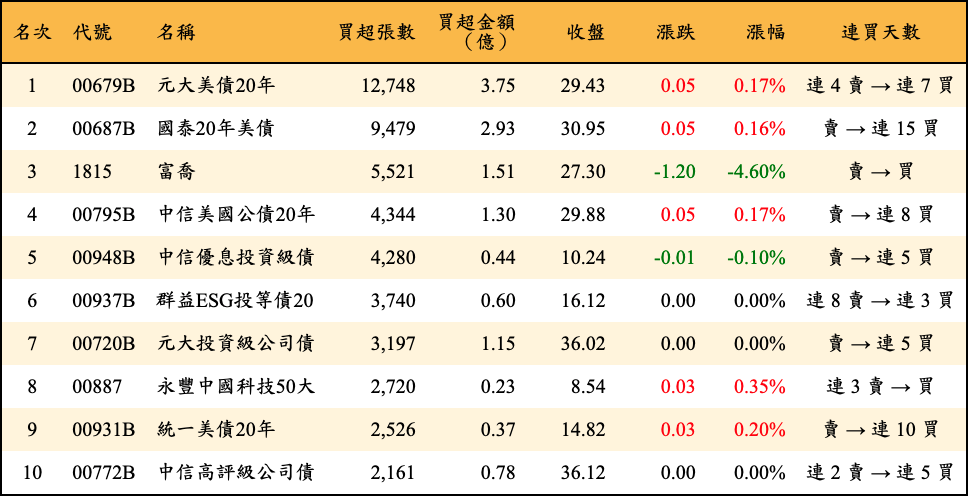 名次 代號 名稱 買超張數 買超金額（億） 收盤 漲跌 漲幅 連買天數
1 00679B 元大美債20年 12,748 3.75 29.43 0.05 0.17% 連 4 賣 → 連 7 買
2 00687B 國泰20年美債 9,479 2.93 30.95 0.05 0.16% 賣 → 連 15 買
3 1815 富喬 5,521 1.51 27.30 -1.20 -4.60% 賣 → 買
4 00795B 中信美國公債20年 4,344 1.30 29.88 0.05 0.17% 賣 → 連 8 買
5 00948B 中信優息投資級債 4,280 0.44 10.24 -0.01 -0.10% 賣 → 連 5 買
6 00937B 群益ESG投等債20 3,740 0.60 16.12 0.00 0.00% 連 8 賣 → 連 3 買
7 00720B 元大投資級公司債 3,197 1.15 36.02 0.00 0.00% 賣 → 連 5 買
8 00887 永豐中國科技50大 2,720 0.23 8.54 0.03 0.35% 連 3 賣 → 買
9 00931B 統一美債20年 2,526 0.37 14.82 0.03 0.20% 賣 → 連 10 買
10 00772B 中信高評級公司債 2,161 0.78 36.12 0.00 0.00% 連 2 賣 → 連 5 買